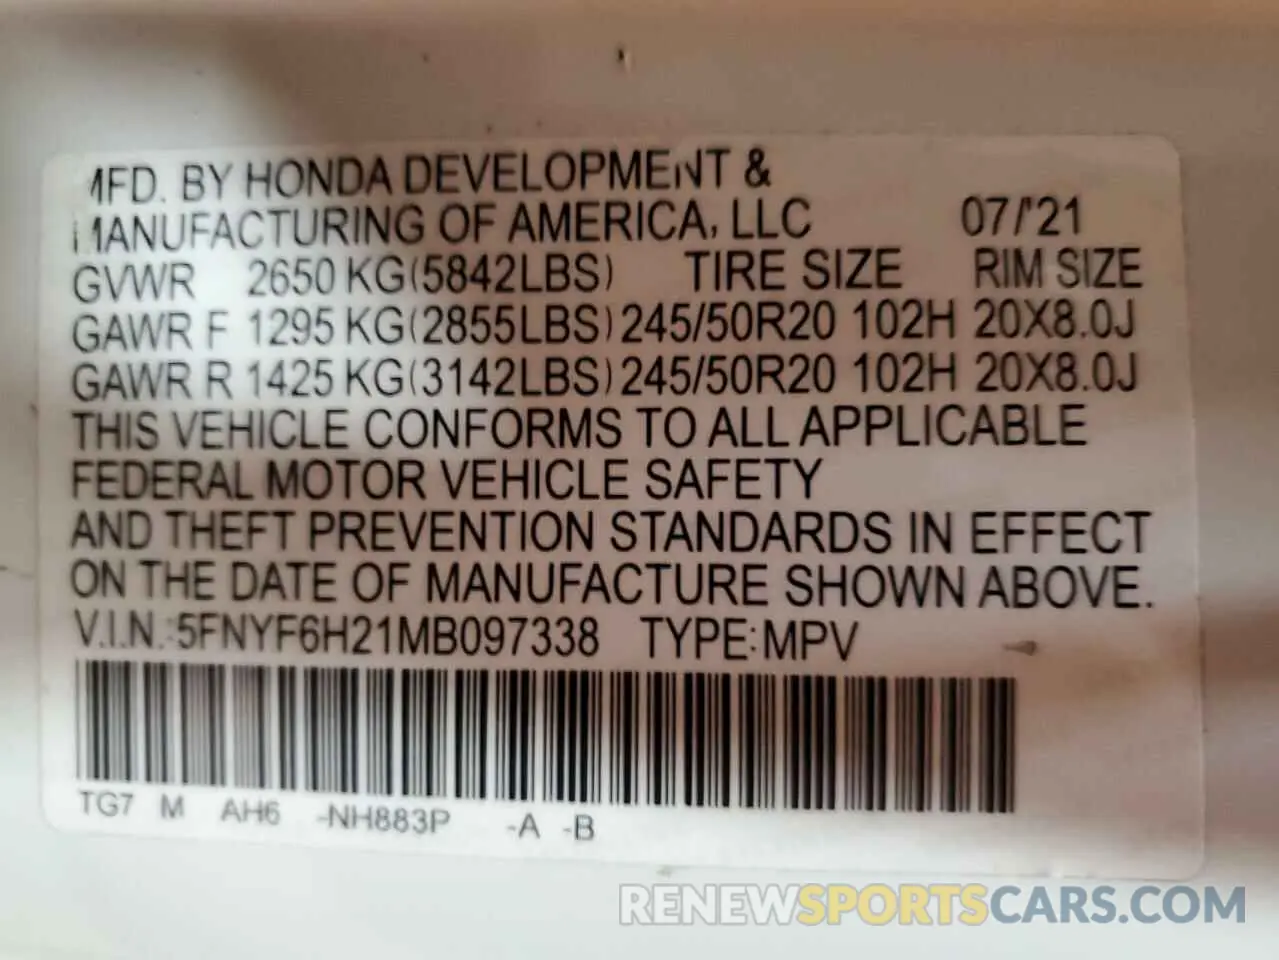 MFD. BY HONDA DEVELOPMENT &
MANUFACTURING OF AMERICA, LLC 07/'21
GVWR 2650 KG(5842LBS) TIRE SIZE RIM SIZE
GAWR F 1295 KG(2855LBS) 245/50R20 102H 20X8.0J
GAWR R 1425 KG(3142LBS) 245/50R20 102H 20X8.0J
THIS VEHICLE CONFORMS TO ALL APPLICABLE
FEDERAL MOTOR VEHICLE SAFETY
AND THEFT PREVENTION STANDARDS IN EFFECT
ON THE DATE OF MANUFACTURE SHOWN ABOVE.
V.I.N.:5FNYF6H21MB097338 TYPE:MPV
TG7 M AH6 -NH883P -A -B
RENEWSPORTSCARS.COM